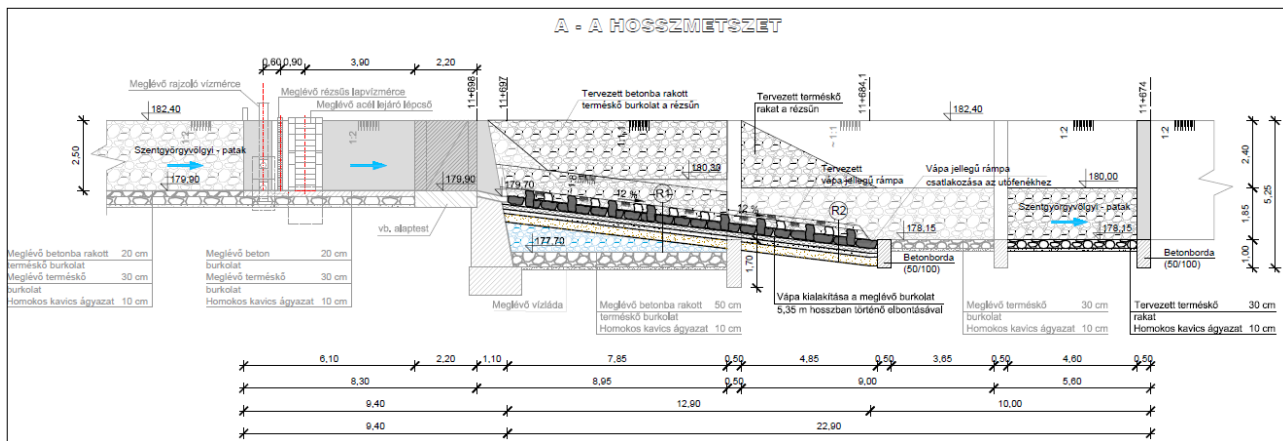 A - A HOSSZMETSZET
0,60
0,90
3,90
2,20
11+698
11+697
11+684,1
11+674
Meglévő rajzoló vízmérce
Meglévő rézsűs lapvízmérce
Meglévő acél lejáró lépcső
Tervezett betonba rakott
terméskő burkolat a rézsűn
Tervezett terméskő
rakat a rézsűn
182,40
182,40
1:2
1:2
1:1
~ 1:1
1:2
1:2
2,50
Szentgyörgyvölgyi - patak
179,90
179,90
179,70
180,39
180,00
12 %
12 %
R1
R2
Tervezett
vápa jellegű rámpa
Vápa jellegű rámpa
csatlakozása az utófenékhez
Szentgyörgyvölgyi - patak
178,15
178,15
177,70
2,40
1,85
1,00
5,25
1,70
vb. alaptest
Betonborda
(50/100)
Betonborda
(50/100)
Meglévő betonba rakott 20 cm
terméskő burkolat
Meglévő terméskő 30 cm
burkolat
Homokos kavics ágyazat 10 cm
Meglévő beton 20 cm
burkolat
Meglévő terméskő 30 cm
burkolat
Homokos kavics ágyazat 10 cm
Meglévő vízláda
Meglévő betonba rakott 50 cm
terméskő burkolat
Homokos kavics ágyazat 10 cm
Vápa kialakítása a meglévő burkolat
5,35 m hosszban történő elbontásával
Meglévő terméskő 30 cm
burkolat
Homokos kavics ágyazat 10 cm
Tervezett terméskő 30 cm
rakat
Homokos kavics ágyazat 10 cm
6,10
2,20
1,10
7,85
0,50
4,85
0,50
3,65
0,50
4,60
0,50
8,30
8,95
0,50
9,00
5,60
9,40
12,90
10,00
9,40
22,90